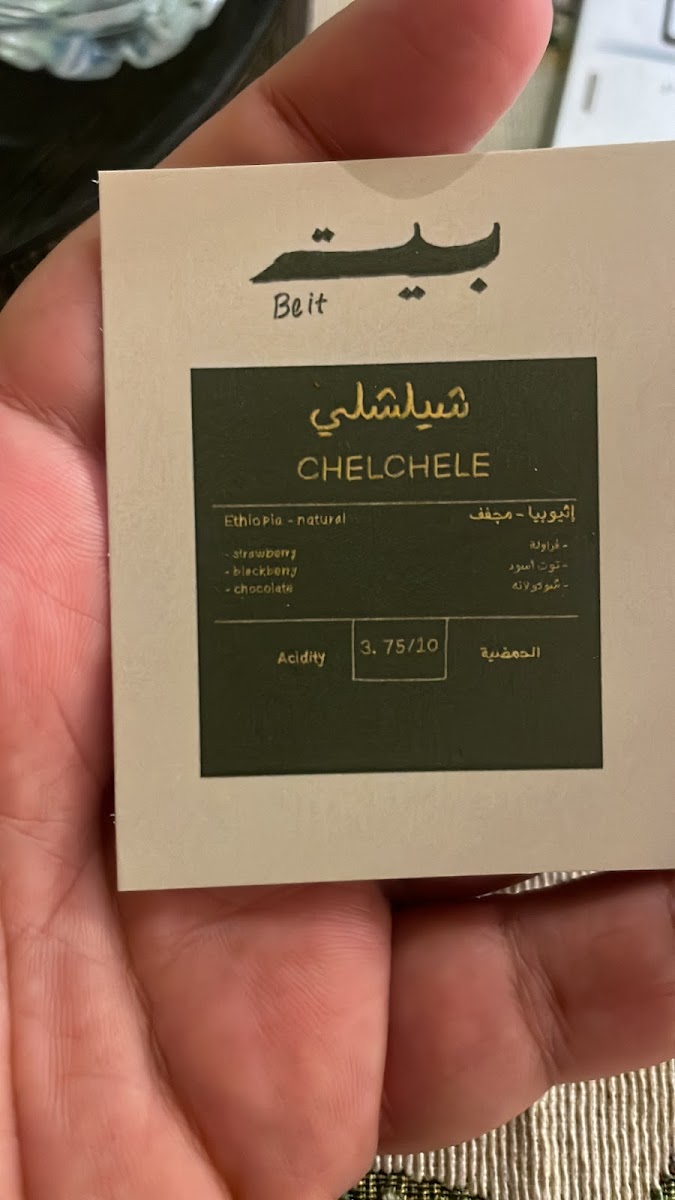 بيت
Beit
شيلشلي
CHELCHELE
Ethiopia - natural
إثيوبيا - مجفف
- strawberry
- فراولة
- blackberry
- توت اسود
- chocolate
- شوكولاته
Acidity
3.75/10
الحمضية